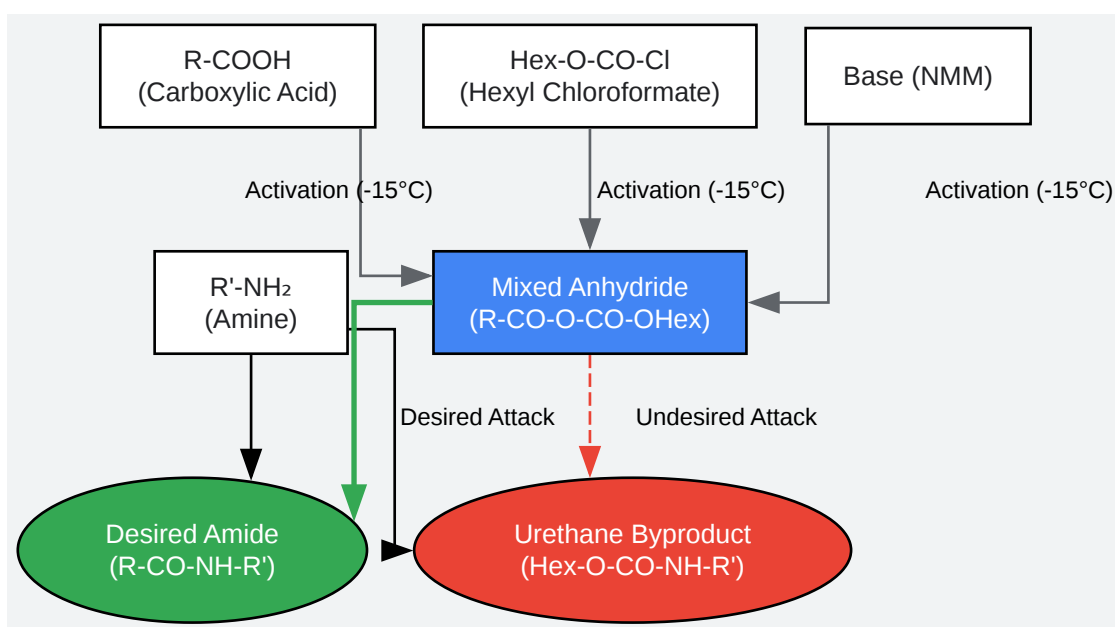 R-COOH
(Carboxylic Acid)
Hex-O-CO-Cl
(Hexyl Chloroformate)
Base (NMM)
Activation (-15°C)
Activation (-15°C)
Activation (-15°C)
R'-NH₂
(Amine)
Mixed Anhydride
(R-CO-O-CO-OHex)
Desired Attack
Undesired Attack
Desired Amide
(R-CO-NH-R')
Urethane Byproduct
(Hex-O-CO-NH-R')